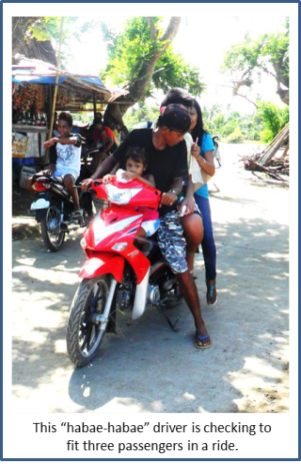 This “habae-habae” driver is checking to
fit three passengers in a ride.